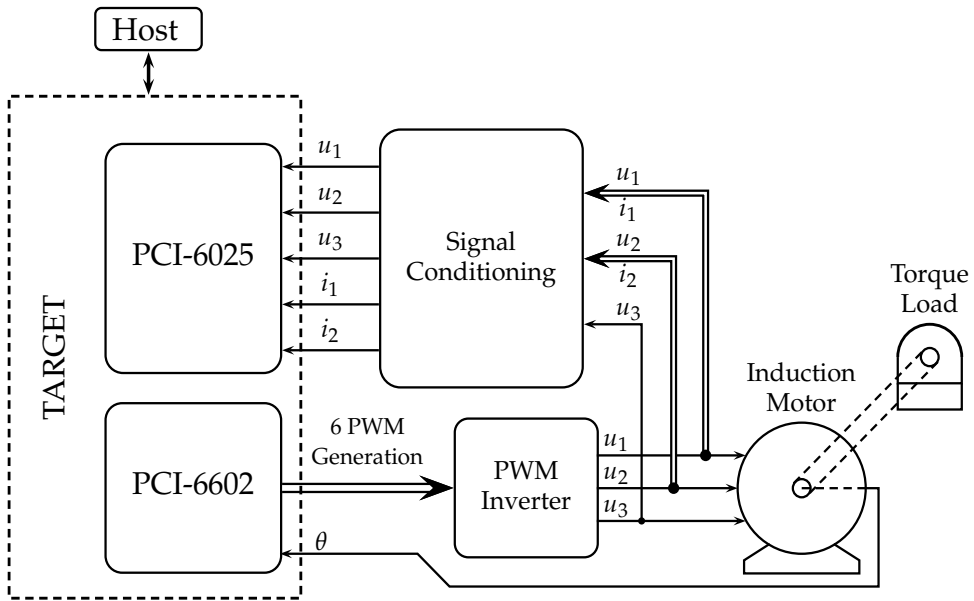 Host
TARGET
PCI-6025
u1
u2
u3
i1
i2
Signal
Conditioning
u1
i1
u2
i2
u3
Torque
Load
Induction
Motor
PCI-6602
6 PWM
Generation
PWM
Inverter
u1
u2
u3
θ